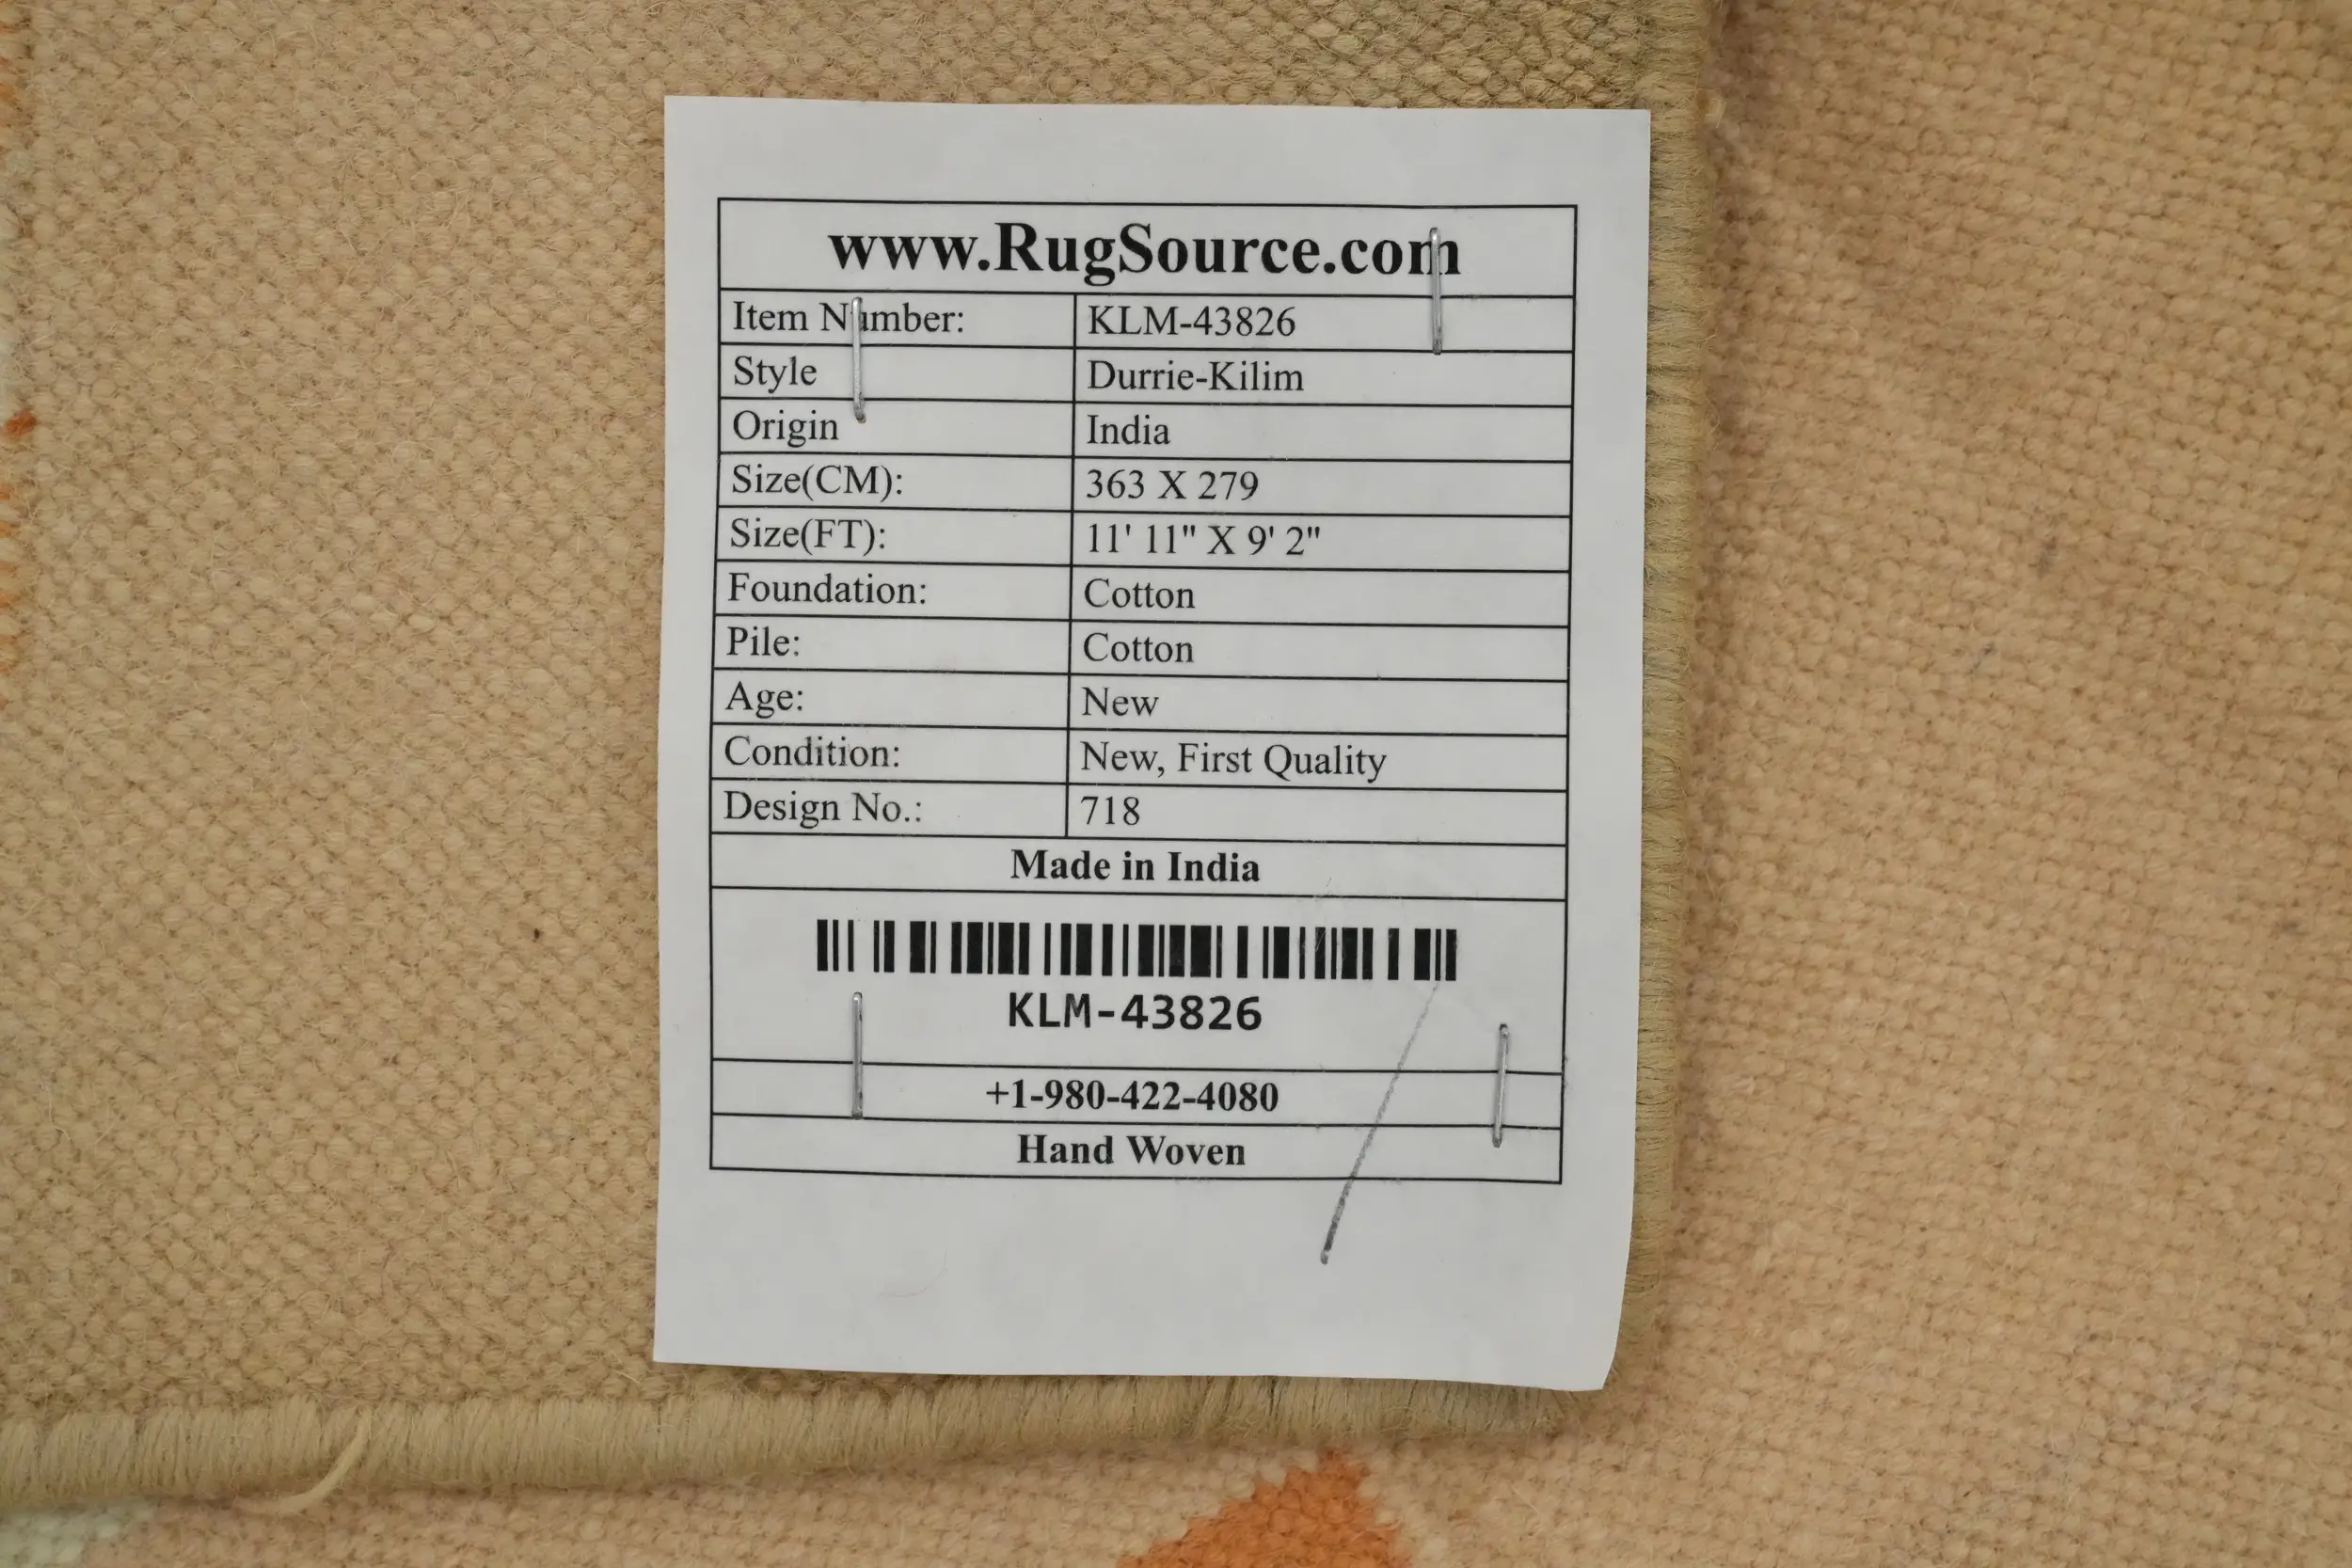 www.RugSource.com
Item Number: KLM-43826
Style Durrie-Kilim
Origin India
Size(CM): 363 X 279
Size(FT): 11' 11" X 9' 2"
Foundation: Cotton
Pile: Cotton
Age: New
Condition: New, First Quality
Design No.: 718
Made in India
KLM-43826
+1-980-422-4080
Hand Woven